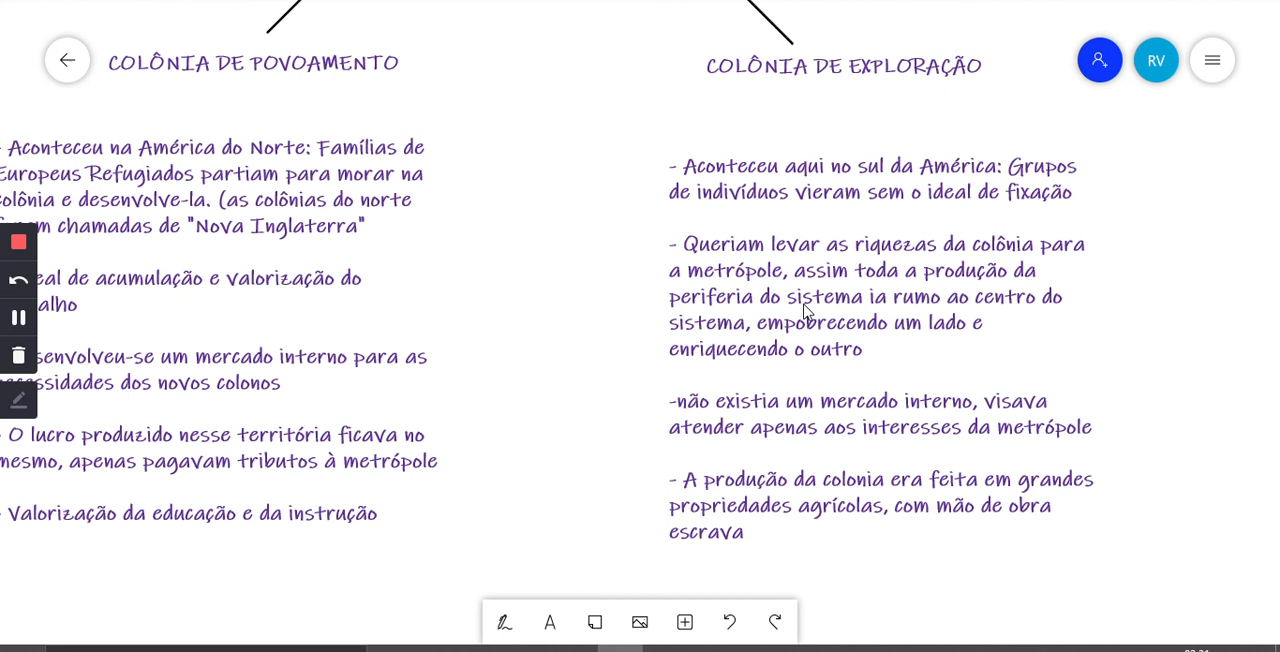 COLÔNIA DE POVOAMENTO
- Aconteceu na América do Norte: Famílias de
Europeus Refugiados partiam para morar na
colônia e desenvolve-la. (as colônias do norte
chamadas de "Nova Inglaterra"
de acumulação e valorização do
um mercado interno para as
dos novos colonos
- O lucro produzido nesse território ficava no
mesmo, apenas pagavam tributos à metrópole
- Valorização da educação e da instrução
COLÔNIA DE EXPLORAÇÃO
- Aconteceu aqui no sul da América: Grupos
de indivíduos vieram sem o ideal de fixação
- Queriam levar as riquezas da colônia para
a metrópole, assim toda a produção da
periferia do sistema ia rumo ao centro do
sistema, empobrecendo um lado e
enriquecendo o outro
-não existia um mercado interno, visava
atender apenas aos interesses da metrópole
- A produção da colonia era feita em grandes
propriedades agrícolas, com mão de obra
escrava
RV